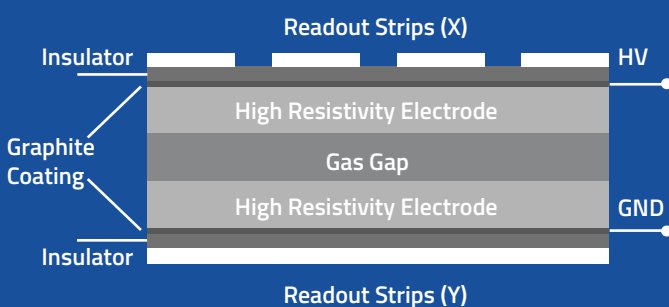 Readout Strips (X)
Insulator
HV
High Resistivity Electrode
Graphite
Coating
Gas Gap
High Resistivity Electrode
GND
Insulator
Readout Strips (Y)